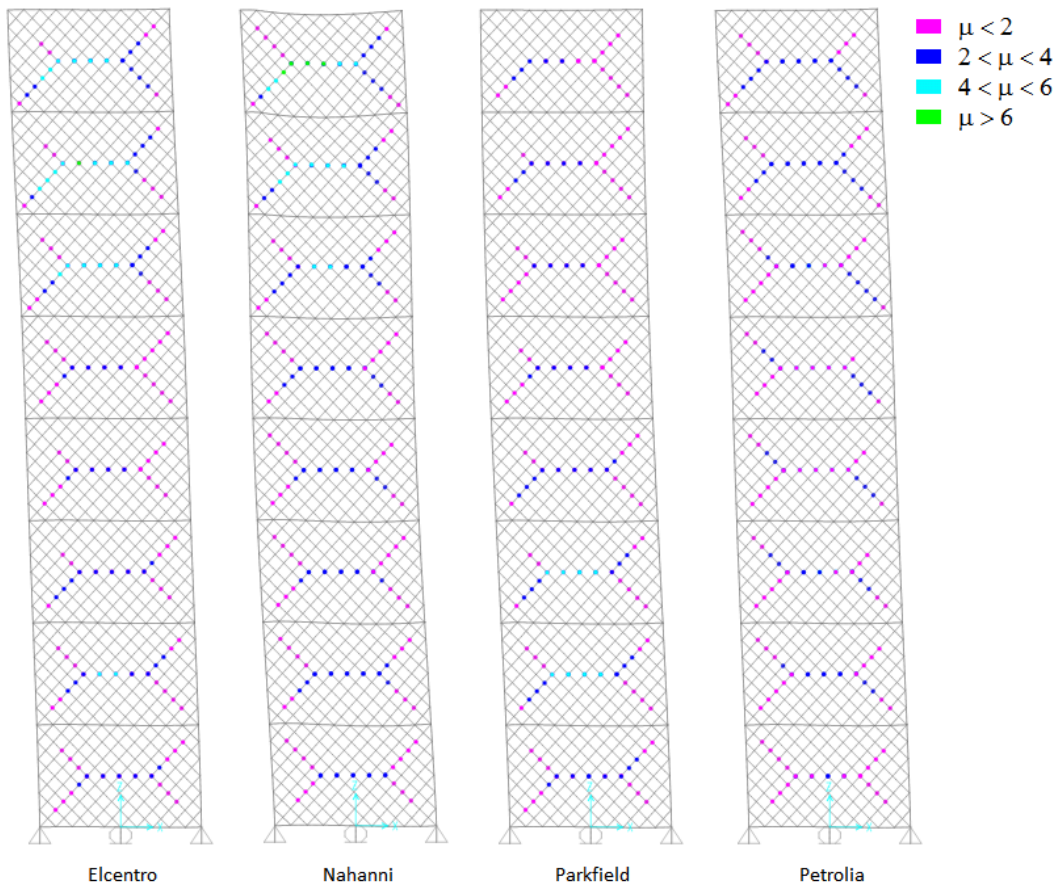 μ < 2
2 < μ < 4
4 < μ < 6
μ > 6
Elcentro
Nahanni
Parkfield
Petrolia